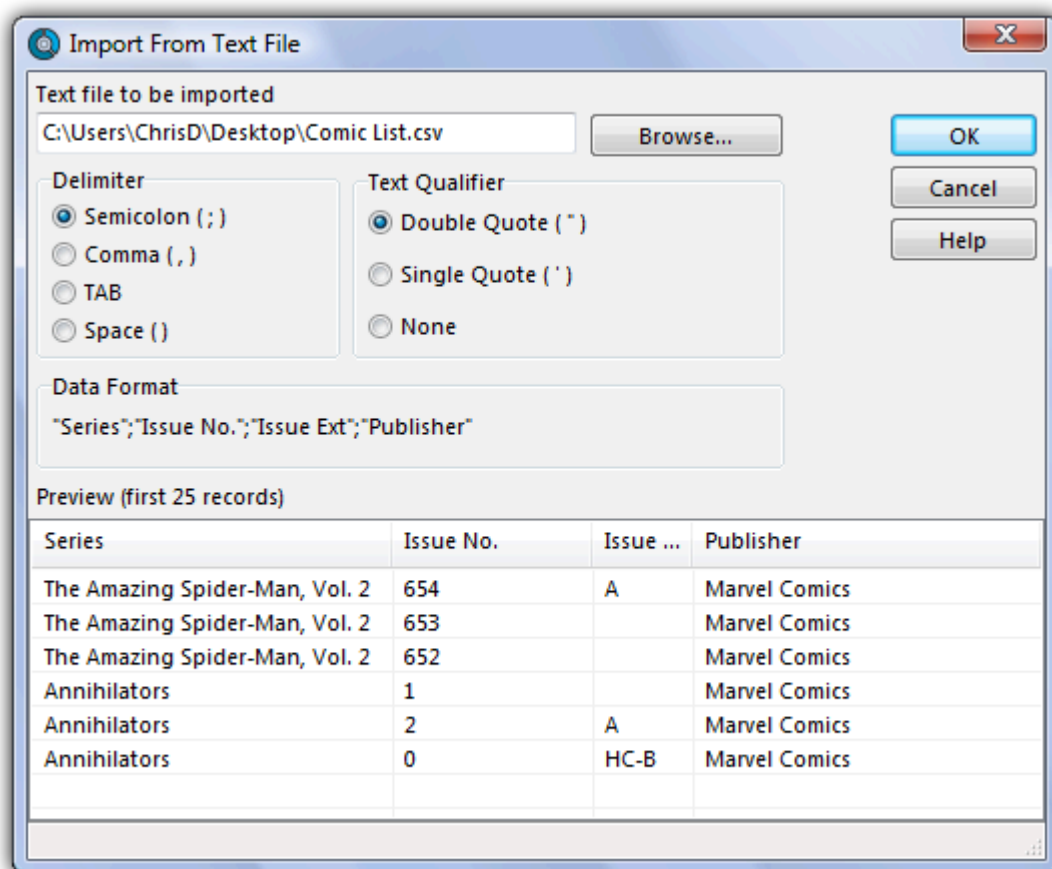 Import From Text File
Text file to be imported
C:\Users\ChrisD\Desktop\Comic List.csv
Browse...
OK
Cancel
Help
Delimiter
Semicolon ( ; )
Comma ( , )
TAB
Space ( )
Text Qualifier
Double Quote ( " )
Single Quote ( ' )
None
Data Format
"Series";"Issue No.";"Issue Ext";"Publisher"
Preview (first 25 records)
Series Issue No. Issue ... Publisher
The Amazing Spider-Man, Vol. 2 654 A Marvel Comics
The Amazing Spider-Man, Vol. 2 653 Marvel Comics
The Amazing Spider-Man, Vol. 2 652 Marvel Comics
Annihilators 1 Marvel Comics
Annihilators 2 A Marvel Comics
Annihilators 0 HC-B Marvel Comics